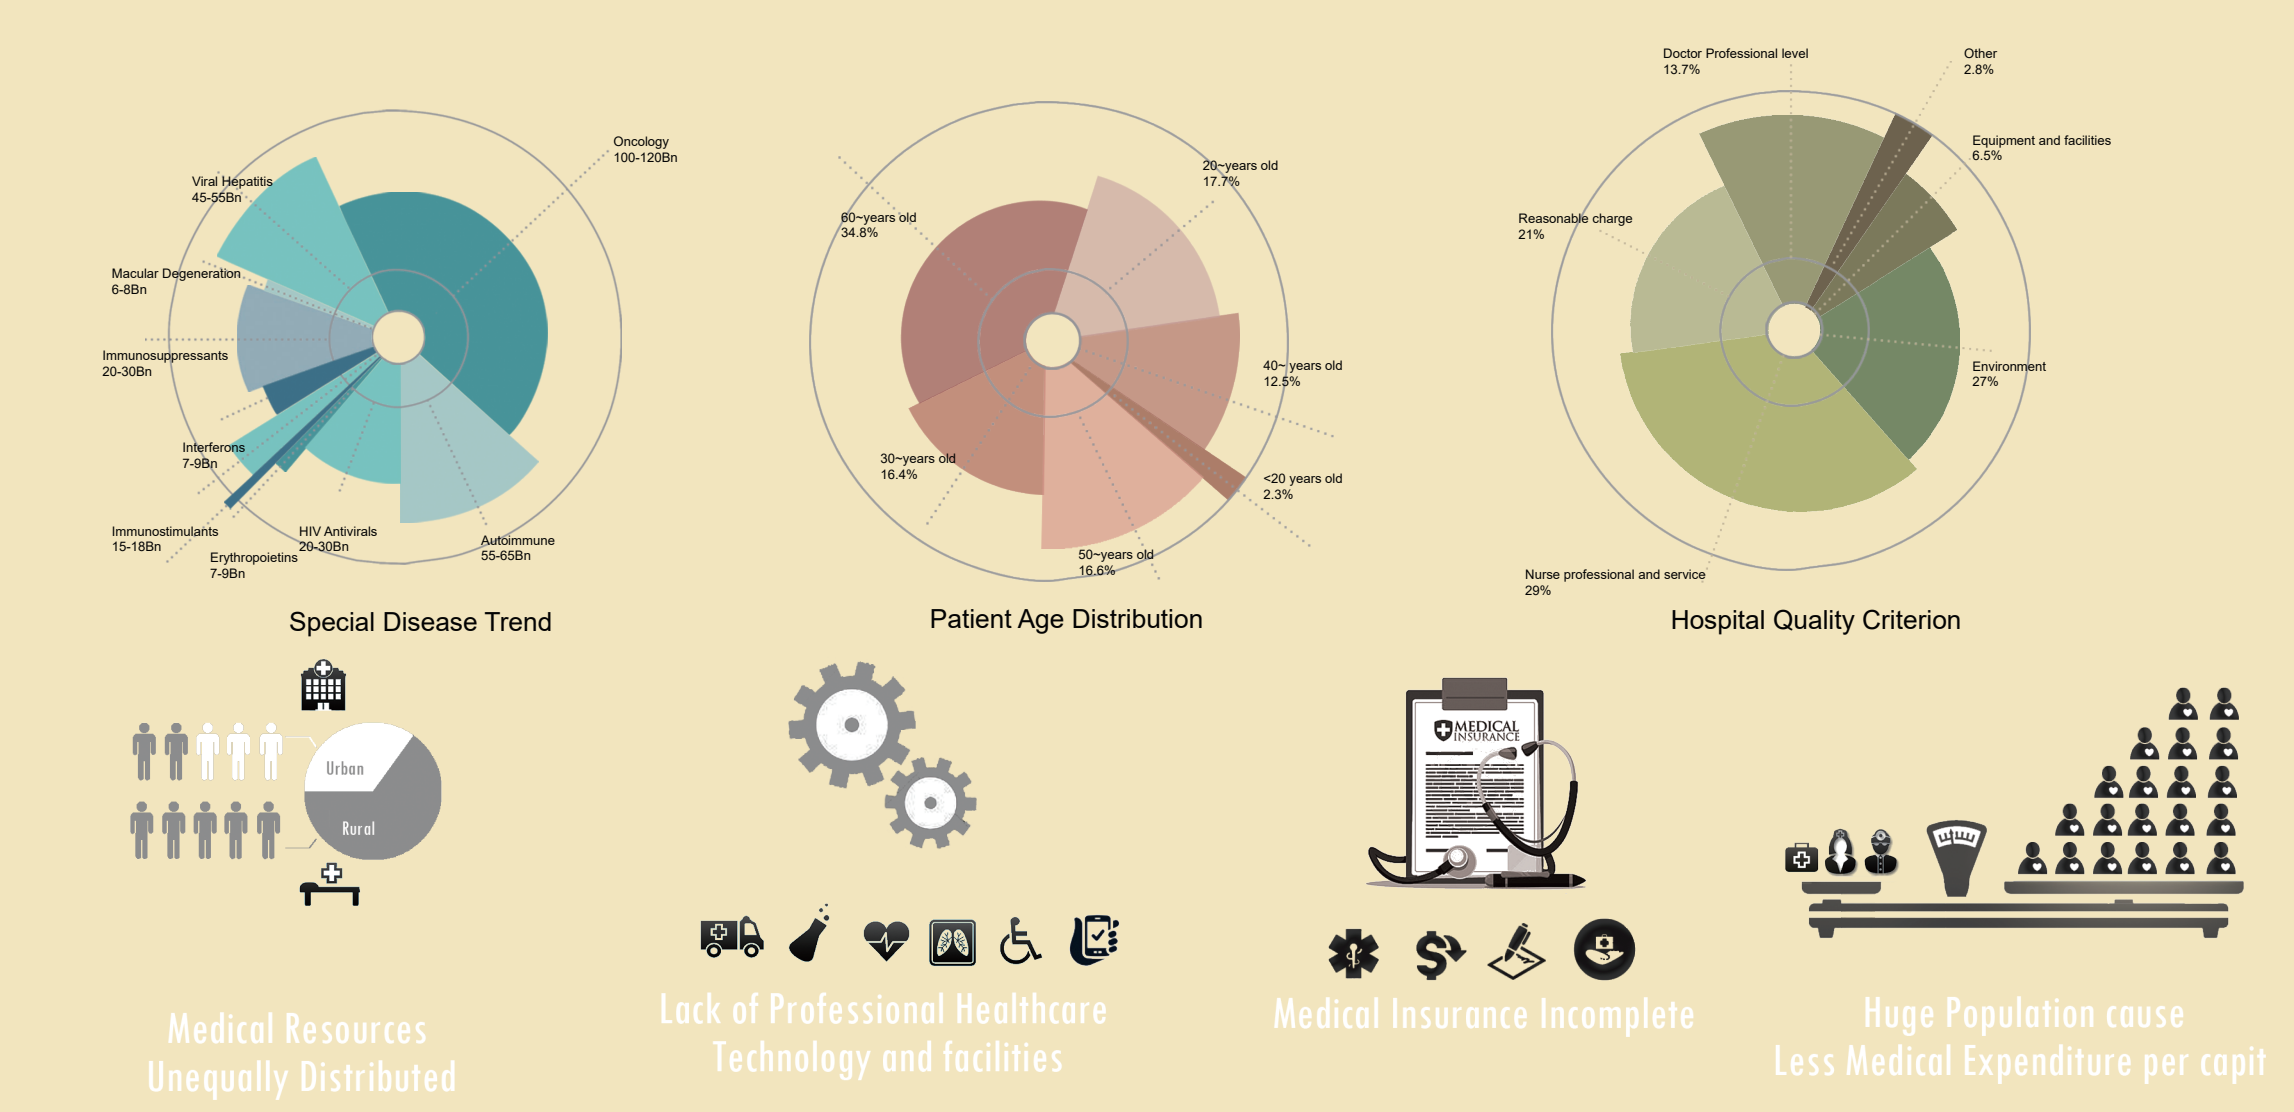 Oncology
100-120Bn
Viral Hepatitis
45-55Bn
Macular Degeneration
6-8Bn
Immunosuppressants
20-30Bn
Interferons
7-9Bn
Immunostimulants
15-18Bn
Erythropoietins
7-9Bn
HIV Antivirals
20-30Bn
Autoimmune
55-65Bn
Special Disease Trend
20~years old
17.7%
60~years old
34.8%
40~ years old
12.5%
30~years old
16.4%
<20 years old
2.3%
50~years old
16.6%
Patient Age Distribution
Doctor Professional level
13.7%
Other
2.8%
Equipment and facilities
6.5%
Reasonable charge
21%
Environment
27%
Nurse professional and service
29%
Hospital Quality Criterion
Urban
Rural
Medical Resources
Unequally Distributed
Lack of Professional Healthcare
Technology and facilities
MEDICAL
INSURANCE
Medical Insurance Incomplete
Huge Population cause
Less Medical Expenditure per capit